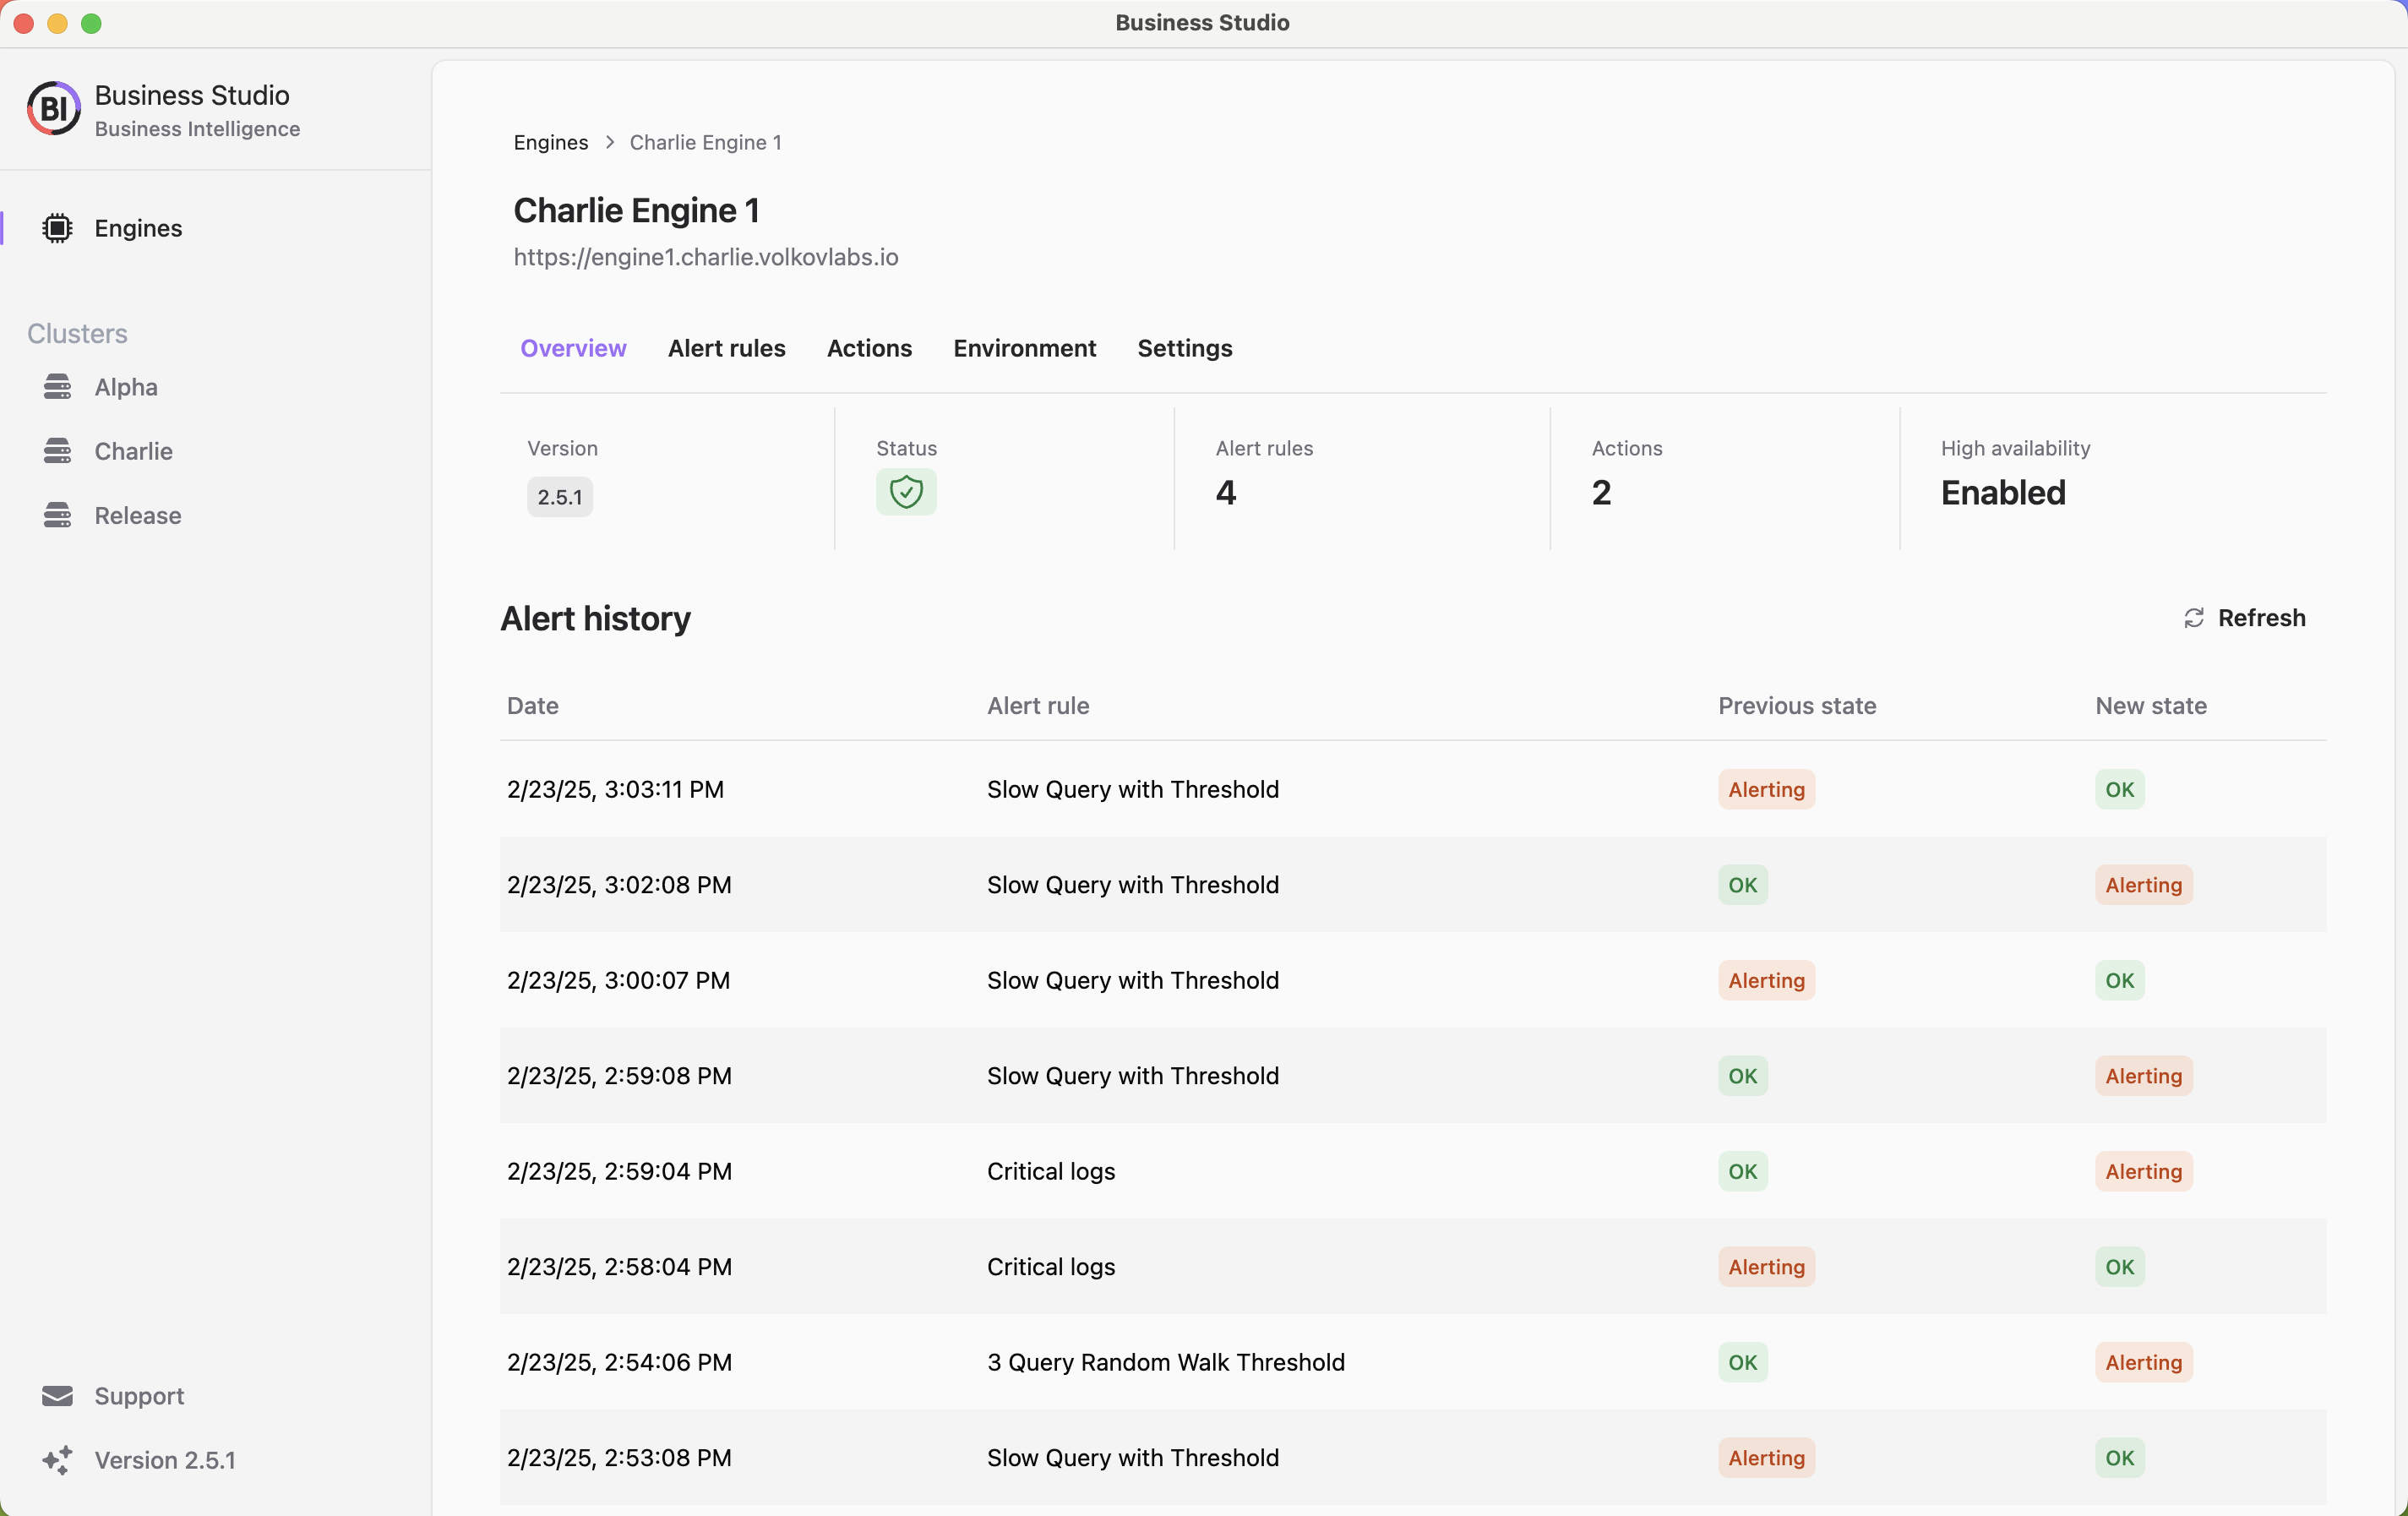 Business Studio
BI
Business Studio
Business Intelligence
Engines
Clusters
Alpha
Charlie
Release
Support
Version 2.5.1
Engines > Charlie Engine 1
Charlie Engine 1
https://engine1.charlie.volkovlabs.io
Overview Alert rules Actions Environment Settings
Version Status Alert rules Actions High availability
2.5.1 4 2 Enabled
Alert history Refresh
Date Alert rule Previous state New state
2/23/25, 3:03:11 PM Slow Query with Threshold Alerting OK
2/23/25, 3:02:08 PM Slow Query with Threshold OK Alerting
2/23/25, 3:00:07 PM Slow Query with Threshold Alerting OK
2/23/25, 2:59:08 PM Slow Query with Threshold OK Alerting
2/23/25, 2:59:04 PM Critical logs OK Alerting
2/23/25, 2:58:04 PM Critical logs Alerting OK
2/23/25, 2:54:06 PM 3 Query Random Walk Threshold OK Alerting
2/23/25, 2:53:08 PM Slow Query with Threshold Alerting OK